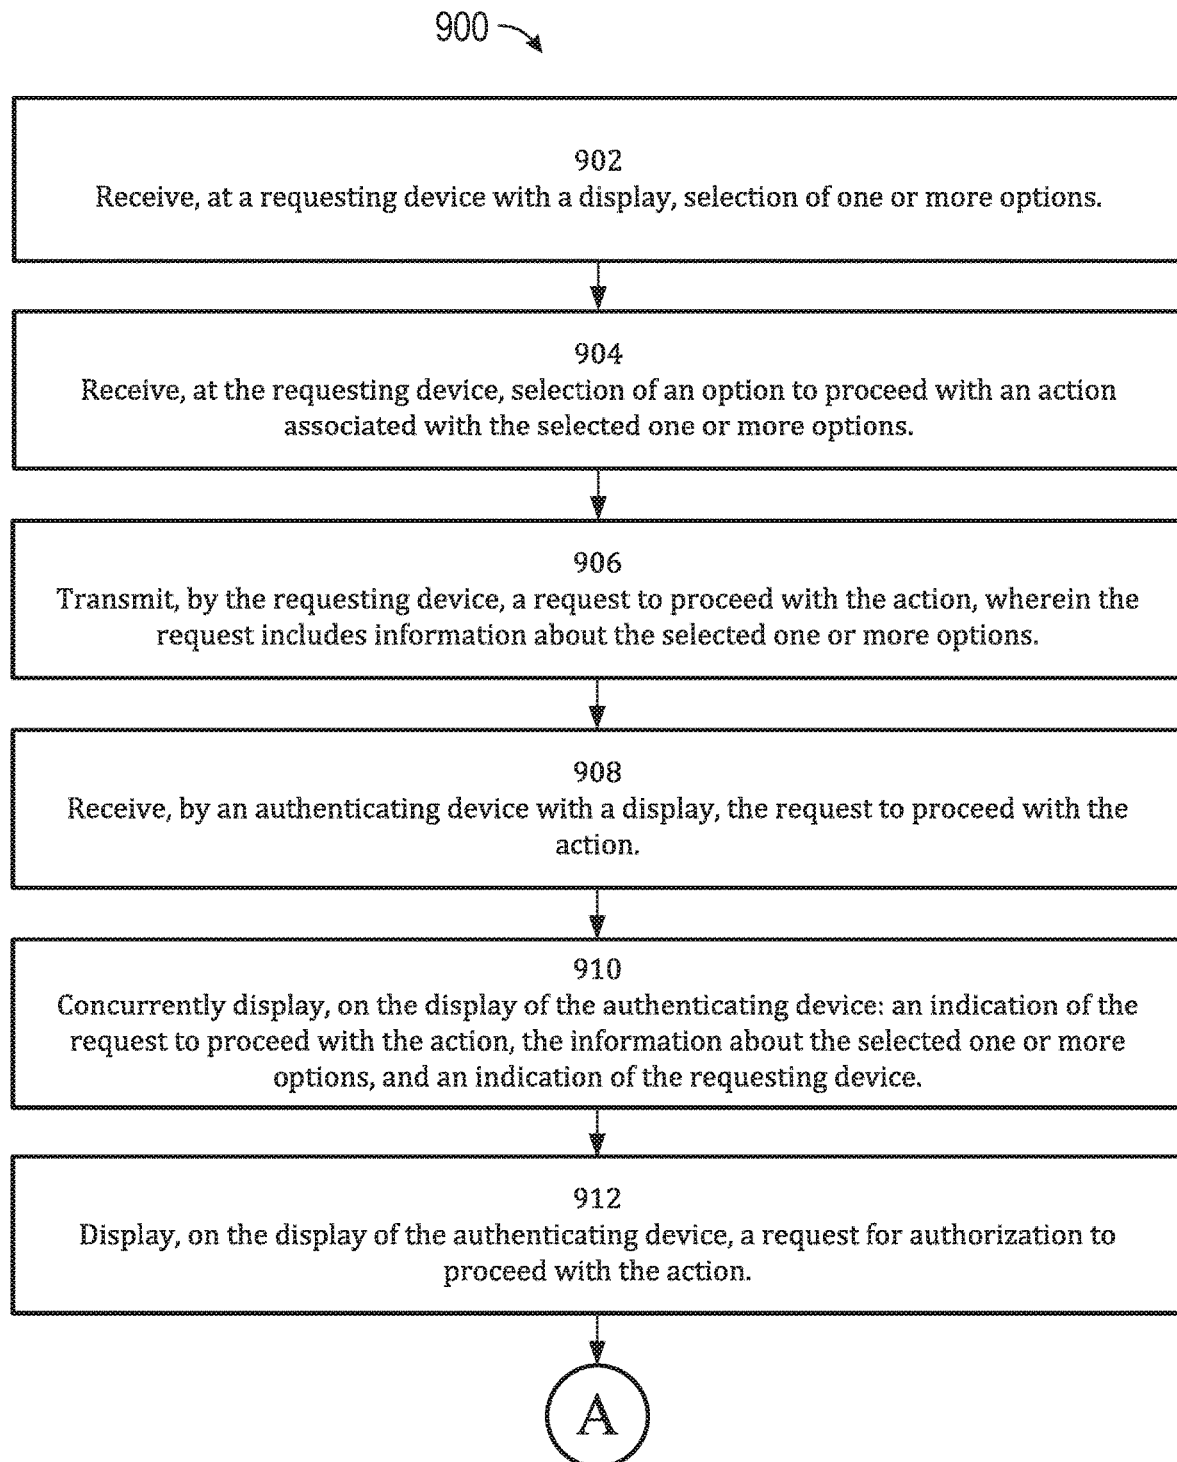 900
902
Receive, at a requesting device with a display, selection of one or more options.
904
Receive, at the requesting device, selection of an option to proceed with an action
associated with the selected one or more options.
906
Transmit, by the requesting device, a request to proceed with the action, wherein the
request includes information about the selected one or more options.
908
Receive, by an authenticating device with a display, the request to proceed with the
action.
910
Concurrently display, on the display of the authenticating device: an indication of the
request to proceed with the action, the information about the selected one or more
options, and an indication of the requesting device.
912
Display, on the display of the authenticating device, a request for authorization to
proceed with the action.
A